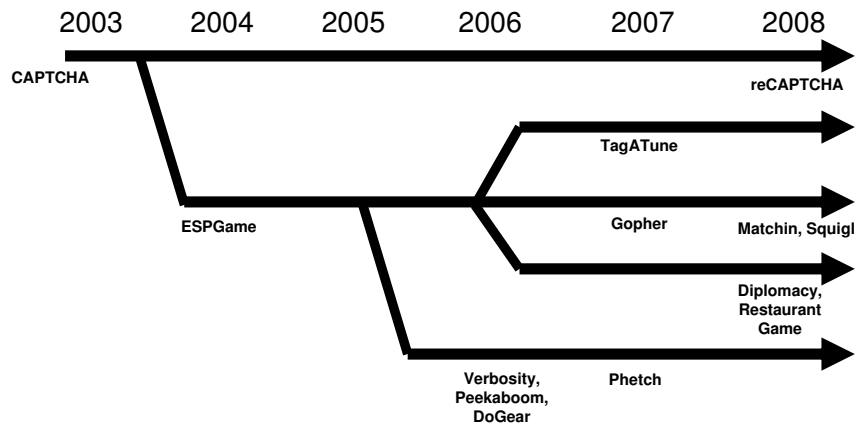 2003 2004 2005 2006 2007 2008
CAPTCHA
reCAPTCHA
TagATune
ESPGame
Gopher
Matchin, Squigl
Diplomacy,
Restaurant
Game
Verbosity,
Peekaboom,
DoGear
Phetch